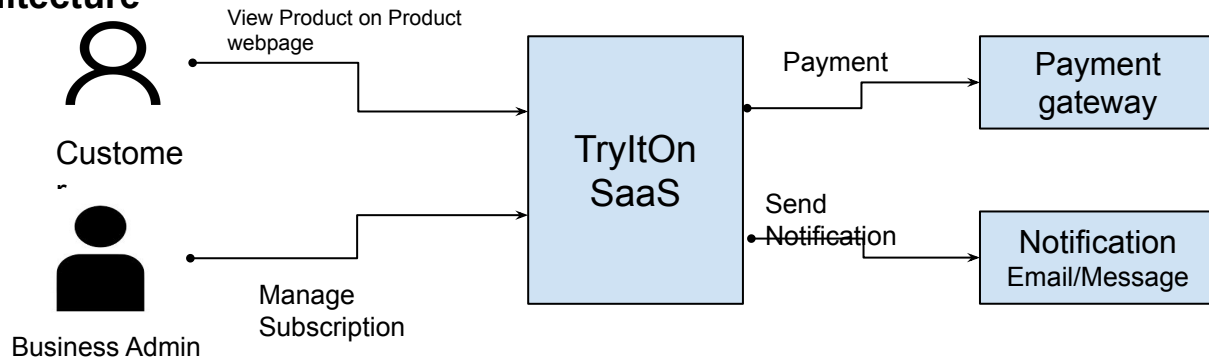 hitecture
View Product on Product
webpage
Custome
r
Business Admin
Manage
Subscription
TryItOn
SaaS
Payment
Send
Notification
Payment
gateway
Notification
Email/Message